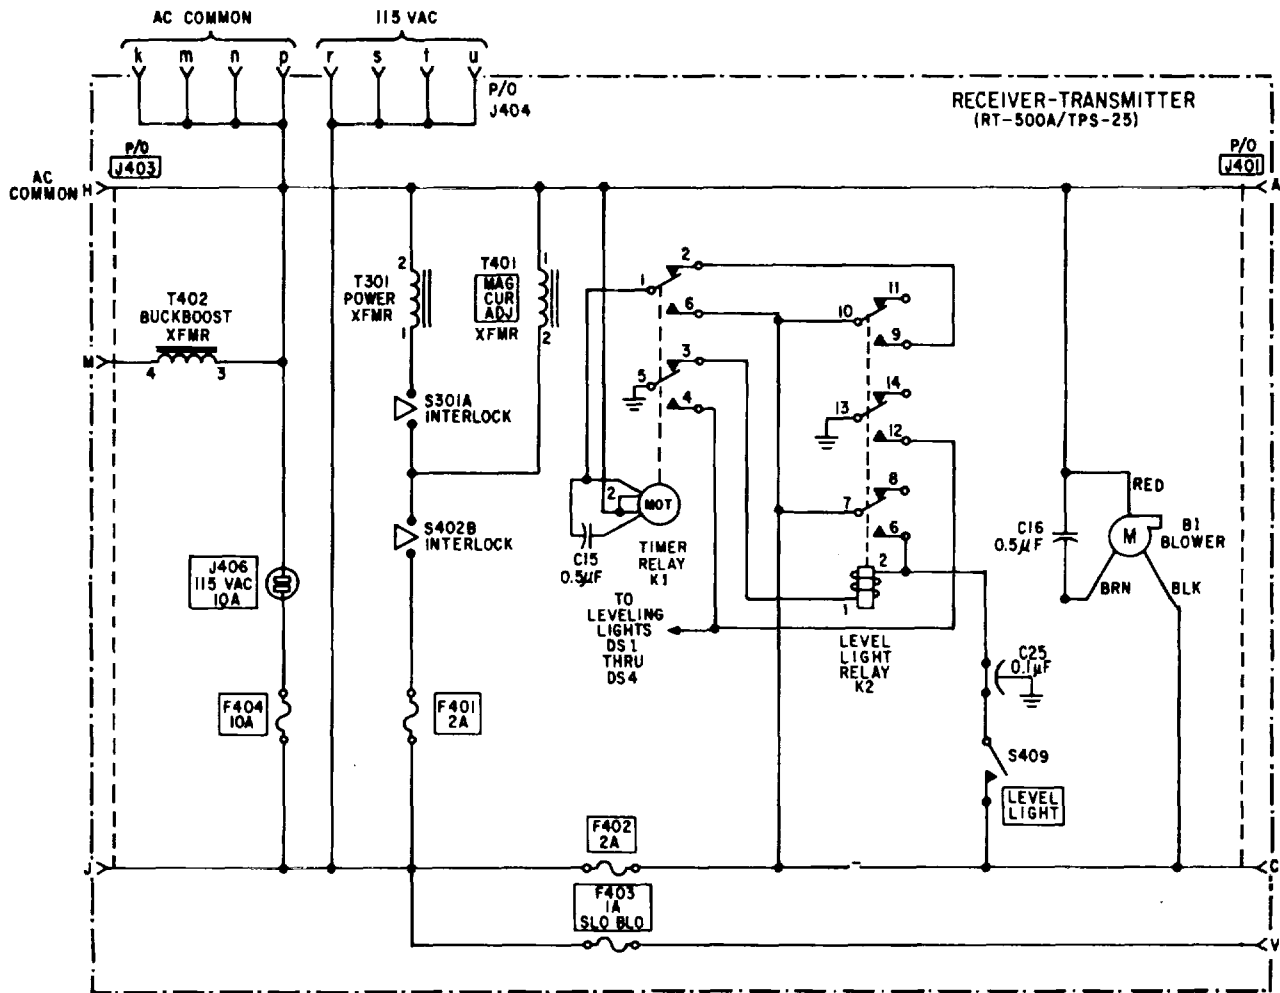 AC COMMON
115 VAC
k m n p r s t u
P/O
J404
RECEIVER-TRANSMITTER
(RT-500A/TPS-25)
P/O
J403
P/O
J401
AC
COMMON
H
A
T402
BUCKBOOST
XFMR
M
4
3
2
T301
POWER
XFMR
1
T401
MAG
CUR
ADJ
XFMR
1
2
S301A
INTERLOCK
S402B
INTERLOCK
1
2
6
3
5
4
11
10
9
14
13
12
8
7
6
2
1
2
MOT
C15
0.5µF
TIMER
RELAY
K1
TO
LEVELING
LIGHTS
DS1
THRU
DS4
LEVEL
LIGHT
RELAY
K2
C16
0.5µF
RED
M
B1
BLOWER
BRN
BLK
J406
115 VAC
10A
F404
10A
F401
2A
C25
0.1µF
S409
LEVEL
LIGHT
F402
2A
J
C
F403
1A
SLO BLO
V